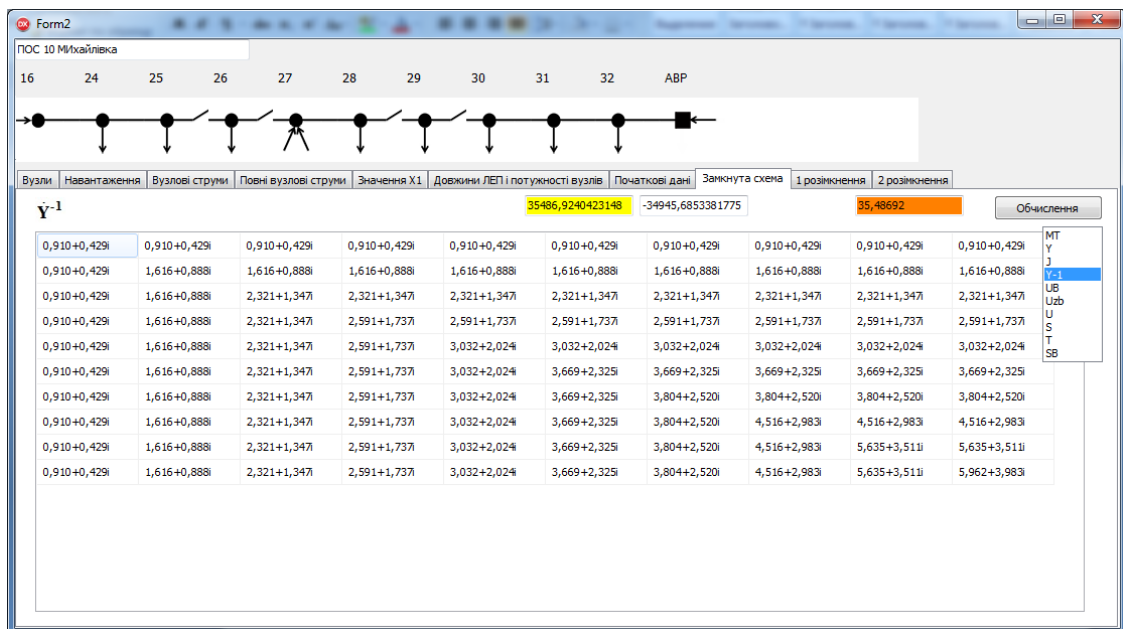 Form2
ПОС 10 МИхайлівка
16 24 25 26 27 28 29 30 31 32 АВР
Вузли Навантаження Вузлові струми Повні вузлові струми Значення X1 Довжини ЛЕП і потужності вузлів Початкові дані Замкнута схема 1 розімкнення 2 розімкнення
Ẏ-1 35486,9240423148 -34945,6853381775 35,48692 Обчислення
0,910+0,429i 0,910+0,429i 0,910+0,429i 0,910+0,429i 0,910+0,429i 0,910+0,429i 0,910+0,429i 0,910+0,429i 0,910+0,429i 0,910+0,429i
0,910+0,429i 1,616+0,888i 1,616+0,888i 1,616+0,888i 1,616+0,888i 1,616+0,888i 1,616+0,888i 1,616+0,888i 1,616+0,888i 1,616+0,888i
0,910+0,429i 1,616+0,888i 2,321+1,347i 2,321+1,347i 2,321+1,347i 2,321+1,347i 2,321+1,347i 2,321+1,347i 2,321+1,347i 2,321+1,347i
0,910+0,429i 1,616+0,888i 2,321+1,347i 2,591+1,737i 2,591+1,737i 2,591+1,737i 2,591+1,737i 2,591+1,737i 2,591+1,737i 2,591+1,737i
0,910+0,429i 1,616+0,888i 2,321+1,347i 2,591+1,737i 3,032+2,024i 3,032+2,024i 3,032+2,024i 3,032+2,024i 3,032+2,024i 3,032+2,024i
0,910+0,429i 1,616+0,888i 2,321+1,347i 2,591+1,737i 3,032+2,024i 3,669+2,325i 3,669+2,325i 3,669+2,325i 3,669+2,325i 3,669+2,325i
0,910+0,429i 1,616+0,888i 2,321+1,347i 2,591+1,737i 3,032+2,024i 3,669+2,325i 3,804+2,520i 3,804+2,520i 3,804+2,520i 3,804+2,520i
0,910+0,429i 1,616+0,888i 2,321+1,347i 2,591+1,737i 3,032+2,024i 3,669+2,325i 3,804+2,520i 4,516+2,983i 4,516+2,983i 4,516+2,983i
0,910+0,429i 1,616+0,888i 2,321+1,347i 2,591+1,737i 3,032+2,024i 3,669+2,325i 3,804+2,520i 4,516+2,983i 5,635+3,511i 5,635+3,511i
0,910+0,429i 1,616+0,888i 2,321+1,347i 2,591+1,737i 3,032+2,024i 3,669+2,325i 3,804+2,520i 4,516+2,983i 5,635+3,511i 5,962+3,983i
MT
Y
J
Y-1
UB
Uzb
U
S
T
SB